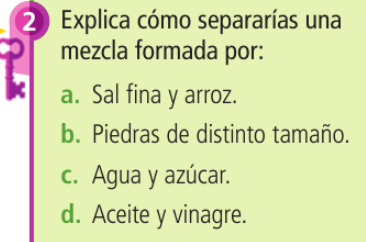 2 Explica cómo separarías una
mezcla formada por:
a. Sal fina y arroz.
b. Piedras de distinto tamaño.
c. Agua y azúcar.
d. Aceite y vinagre.